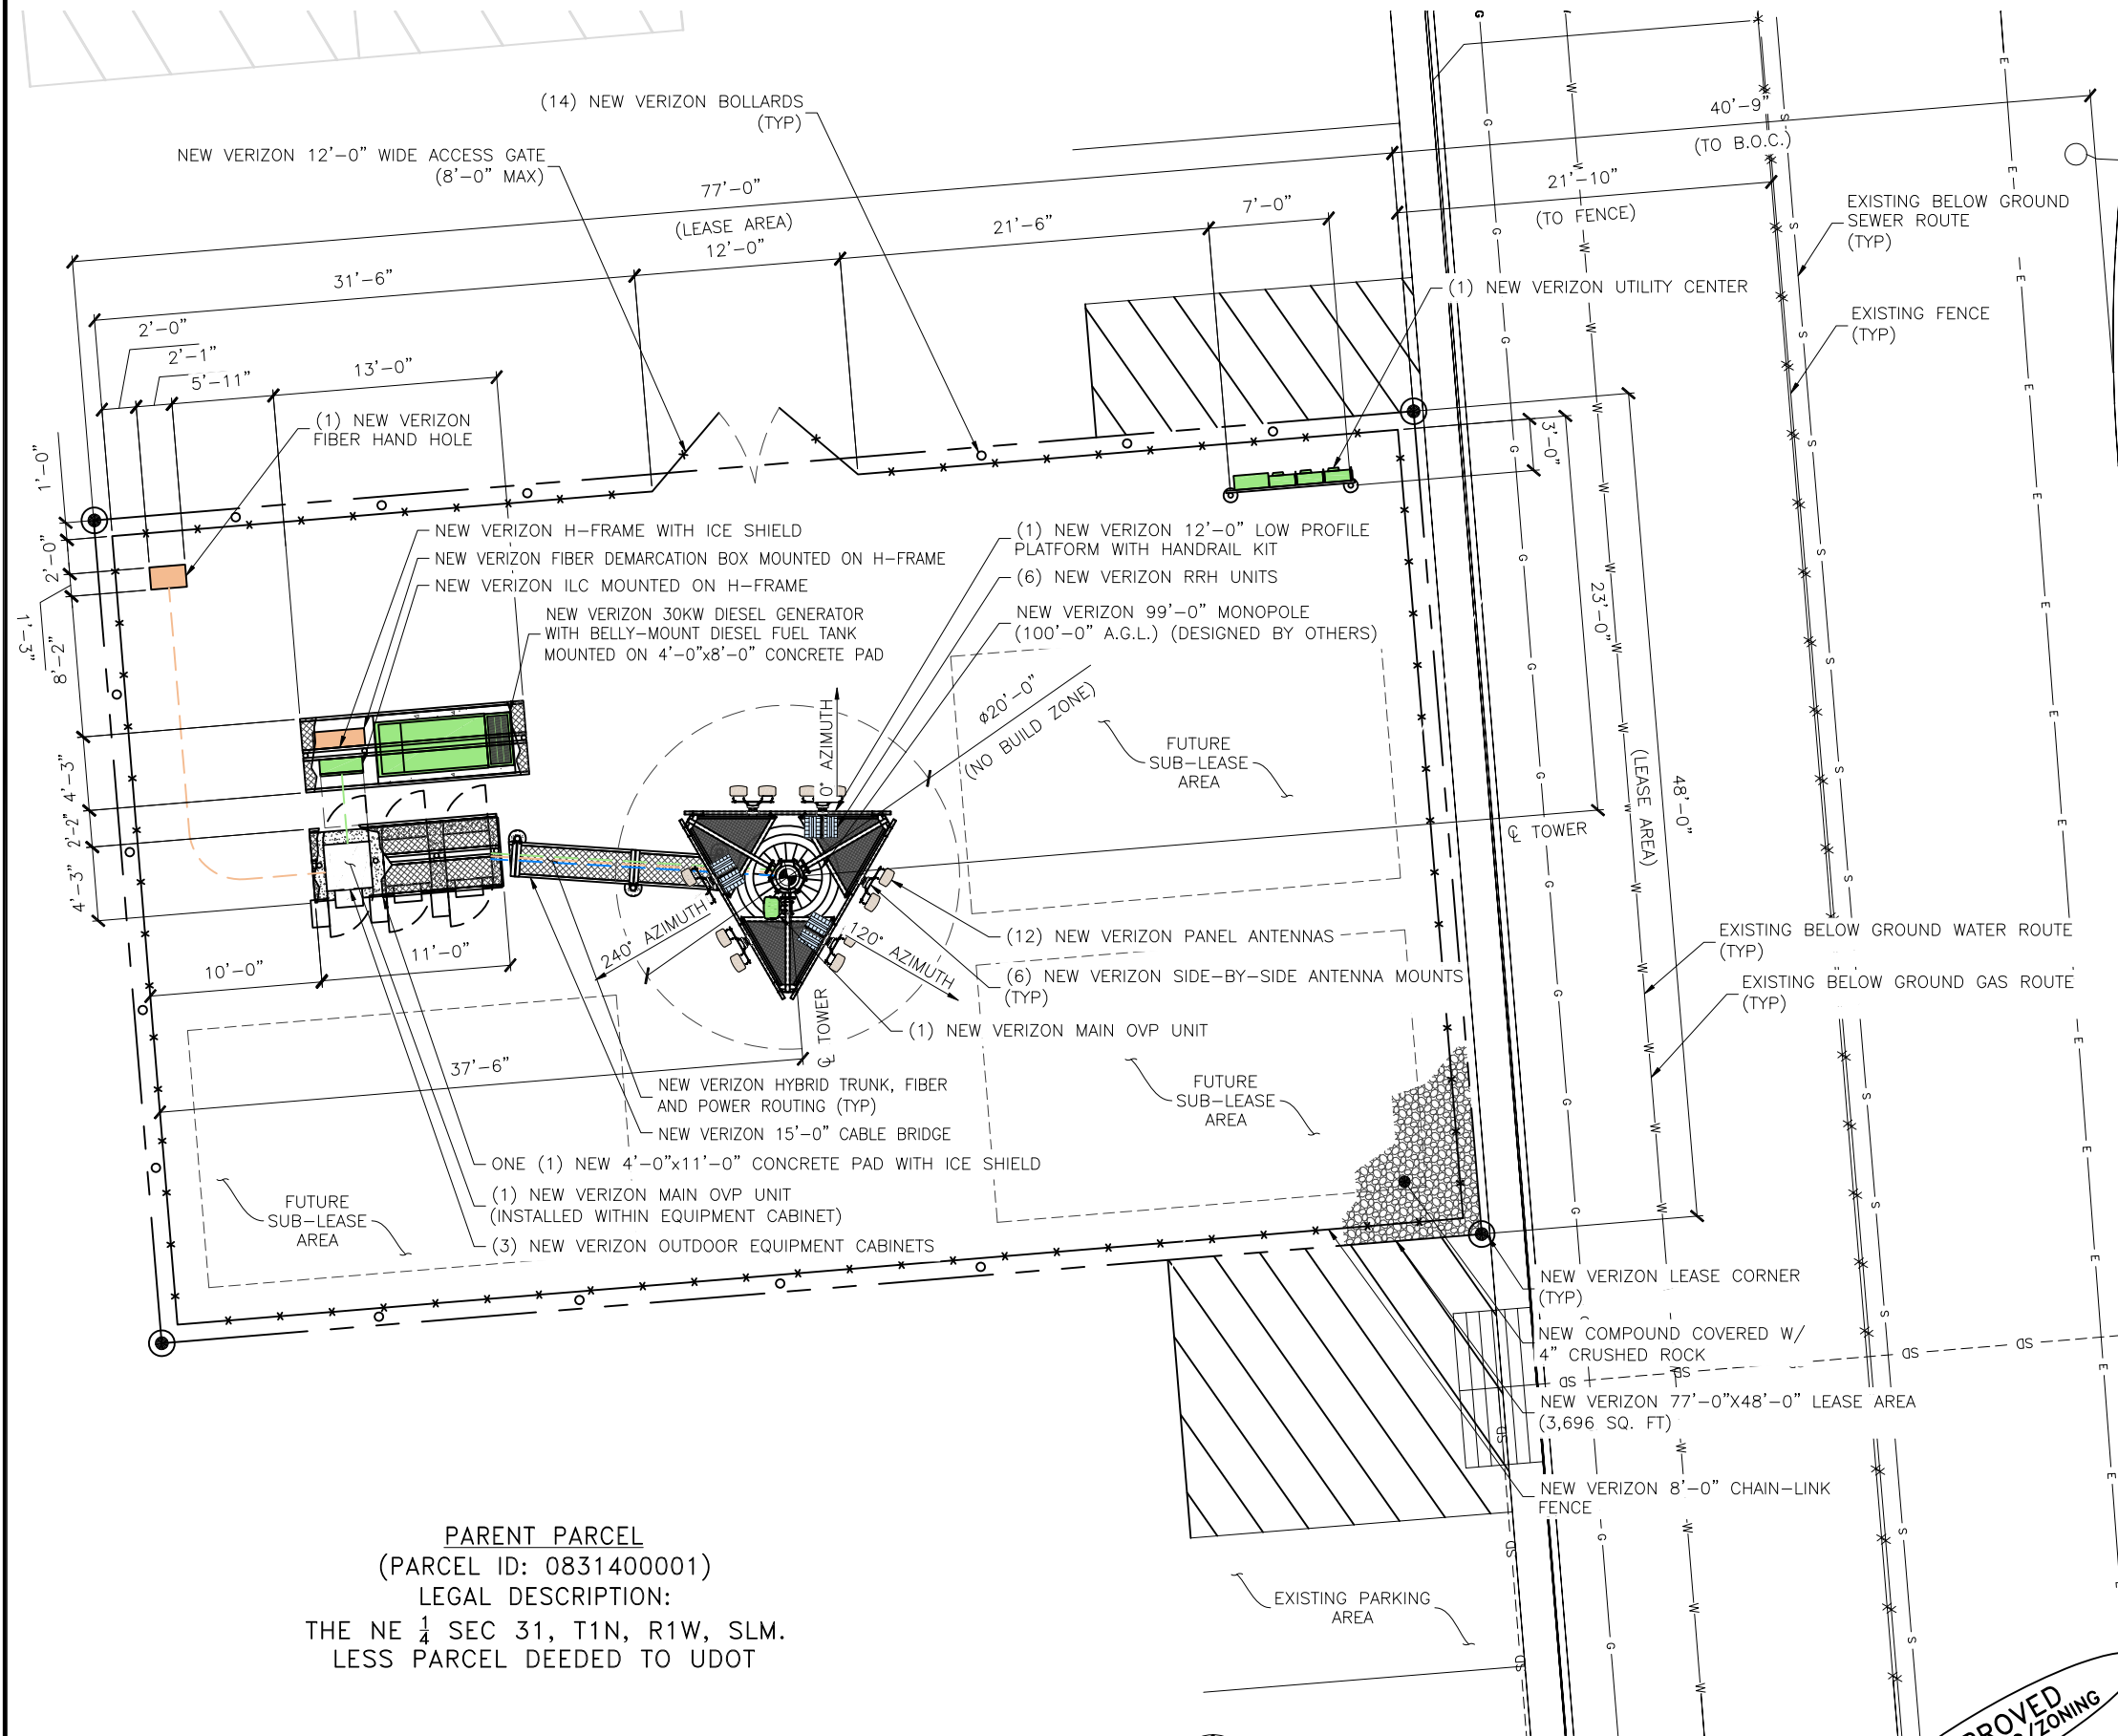 (14) NEW VERIZON BOLLARDS
(TYP)
NEW VERIZON 12'-0" WIDE ACCESS GATE
(8'-0" MAX)
40'-9"
(TO B.O.C.)
77'-0"
(LEASE AREA)
21'-10"
(TO FENCE)
EXISTING BELOW GROUND
SEWER ROUTE
(TYP)
31'-6"
12'-0"
21'-6"
7'-0"
(1) NEW VERIZON UTILITY CENTER
EXISTING FENCE
(TYP)
2'-0"
2'-1"
5'-11"
13'-0"
(1) NEW VERIZON
FIBER HAND HOLE
1'-0"
2'-0"
1'-3"
8'-2"
4'-3"
2'-2"
4'-3"
3'-0"
23'-0"
48'-0"
(LEASE AREA)
NEW VERIZON H-FRAME WITH ICE SHIELD
NEW VERIZON FIBER DEMARCATION BOX MOUNTED ON H-FRAME
NEW VERIZON ILC MOUNTED ON H-FRAME
NEW VERIZON 30KW DIESEL GENERATOR
WITH BELLY-MOUNT DIESEL FUEL TANK
MOUNTED ON 4'-0"x8'-0" CONCRETE PAD
(1) NEW VERIZON 12'-0" LOW PROFILE
PLATFORM WITH HANDRAIL KIT
(6) NEW VERIZON RRH UNITS
NEW VERIZON 99'-0" MONOPOLE
(100'-0" A.G.L.) (DESIGNED BY OTHERS)
ø20'-0"
(NO BUILD ZONE)
0° AZIMUTH
FUTURE
SUB-LEASE
AREA
℄ TOWER
240° AZIMUTH
120° AZIMUTH
10'-0"
11'-0"
37'-6"
℄ TOWER
(12) NEW VERIZON PANEL ANTENNAS
(6) NEW VERIZON SIDE-BY-SIDE ANTENNA MOUNTS
(TYP)
(1) NEW VERIZON MAIN OVP UNIT
EXISTING BELOW GROUND WATER ROUTE
(TYP)
EXISTING BELOW GROUND GAS ROUTE
(TYP)
NEW VERIZON HYBRID TRUNK, FIBER
AND POWER ROUTING (TYP)
NEW VERIZON 15'-0" CABLE BRIDGE
ONE (1) NEW 4'-0"x11'-0" CONCRETE PAD WITH ICE SHIELD
(1) NEW VERIZON MAIN OVP UNIT
(INSTALLED WITHIN EQUIPMENT CABINET)
(3) NEW VERIZON OUTDOOR EQUIPMENT CABINETS
FUTURE
SUB-LEASE
AREA
FUTURE
SUB-LEASE
AREA
NEW VERIZON LEASE CORNER
(TYP)
NEW COMPOUND COVERED W/
4" CRUSHED ROCK
NEW VERIZON 77'-0"X48'-0" LEASE AREA
(3,696 SQ. FT)
NEW VERIZON 8'-0" CHAIN-LINK
FENCE
EXISTING PARKING
AREA
PARENT PARCEL
(PARCEL ID: 0831400001)
LEGAL DESCRIPTION:
THE NE 1/4 SEC 31, T1N, R1W, SLM.
LESS PARCEL DEEDED TO UDOT